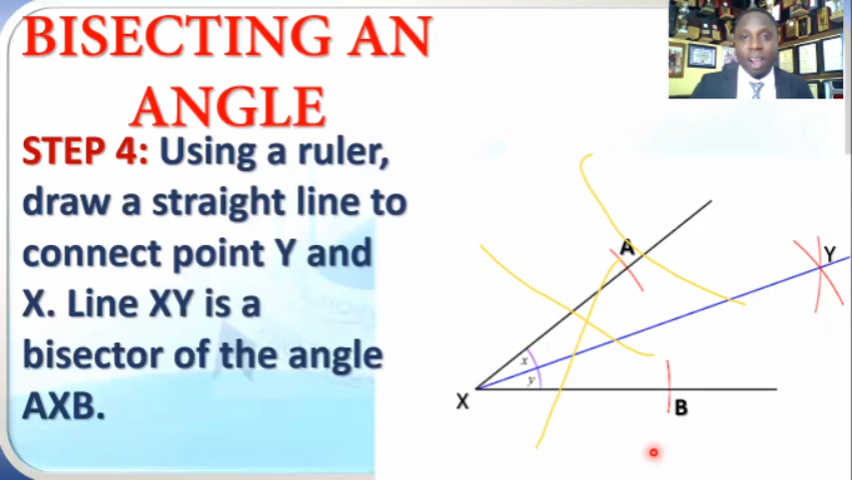 BISECTING AN
ANGLE
STEP 4: Using a ruler,
draw a straight line to
connect point Y and
X. Line XY is a
bisector of the angle
AXB.
A
Y
x
y
X
B